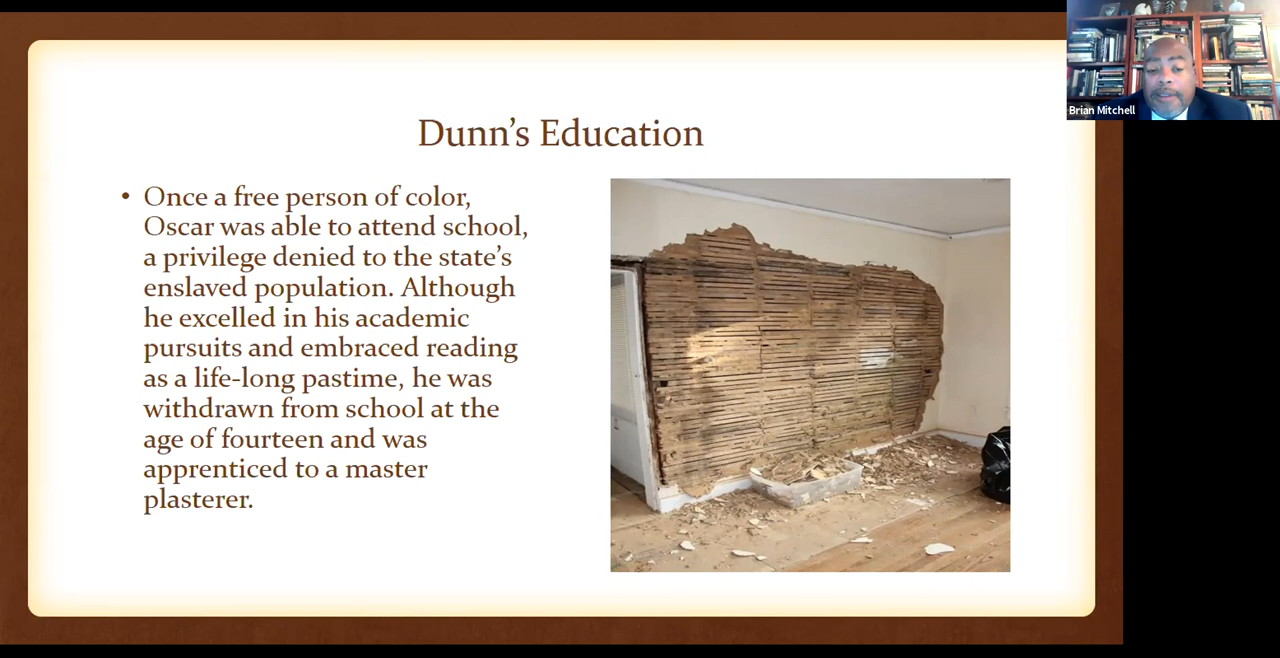 Dunn’s Education
• Once a free person of color,
Oscar was able to attend school,
a privilege denied to the state’s
enslaved population. Although
he excelled in his academic
pursuits and embraced reading
as a life-long pastime, he was
withdrawn from school at the
age of fourteen and was
apprenticed to a master
plasterer.
Brian Mitchell